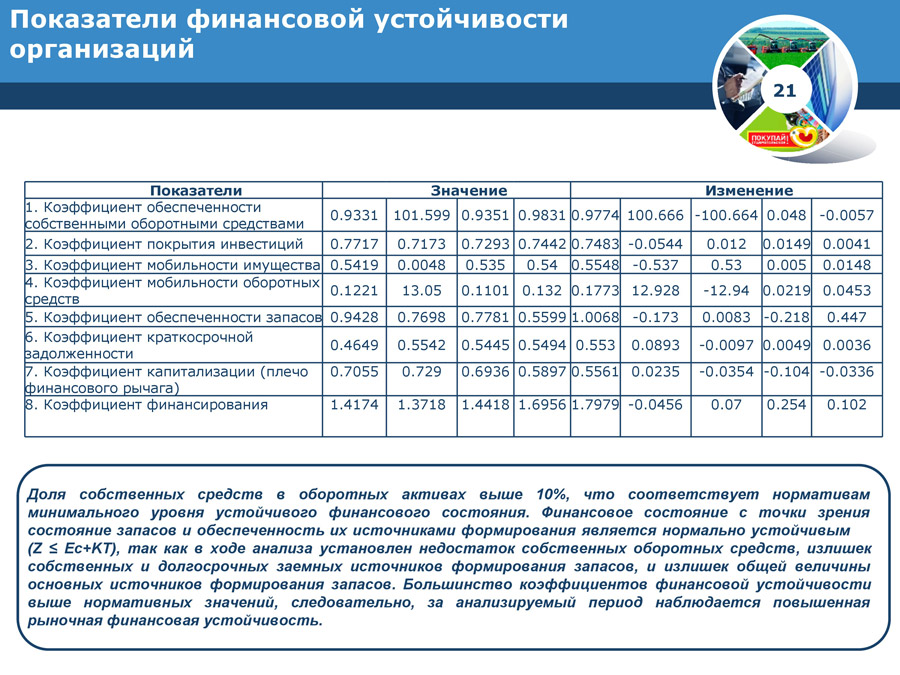 Показатели финансовой устойчивости
организаций
21
ПОКУПАЙ
Показатели Значение Изменение
1. Коэффициент обеспеченности
собственными оборотными средствами 0.9331 101.599 0.9351 0.9831 0.9774 100.666 -100.664 0.048 -0.0057
2. Коэффициент покрытия инвестиций 0.7717 0.7173 0.7293 0.7442 0.7483 -0.0544 0.012 0.0149 0.0041
3. Коэффициент мобильности имущества 0.5419 0.0048 0.535 0.54 0.5548 -0.537 0.53 0.005 0.0148
4. Коэффициент мобильности оборотных
средств 0.1221 13.05 0.1101 0.132 0.1773 12.928 -12.94 0.0219 0.0453
5. Коэффициент обеспеченности запасов 0.9428 0.7698 0.7781 0.5599 1.0068 -0.173 0.0083 -0.218 0.447
6. Коэффициент краткосрочной
задолженности 0.4649 0.5542 0.5445 0.5494 0.553 0.0893 -0.0097 0.0049 0.0036
7. Коэффициент капитализации (плечо 0.7055 0.729 0.6936 0.5897 0.5561 0.0235 -0.0354 -0.104 -0.0336
финансового рычага)
8. Коэффициент финансирования 1.4174 1.3718 1.4418 1.6956 1.7979 -0.0456 0.07 0.254 0.102
Доля собственных средств в оборотных активах выше 10%, что соответствует нормативам
минимального уровня устойчивого финансового состояния. Финансовое состояние с точки зрения
состояние запасов и обеспеченность их источниками формирования является нормально устойчивым
(Z ≤ Ес+КТ), так как в ходе анализа установлен недостаток собственных оборотных средств, излишек
собственных и долгосрочных заемных источников формирования запасов, и излишек общей величины
основных источников формирования запасов. Большинство коэффициентов финансовой устойчивости
выше нормативных значений, следовательно, за анализируемый период наблюдается повышенная
рыночная финансовая устойчивость.